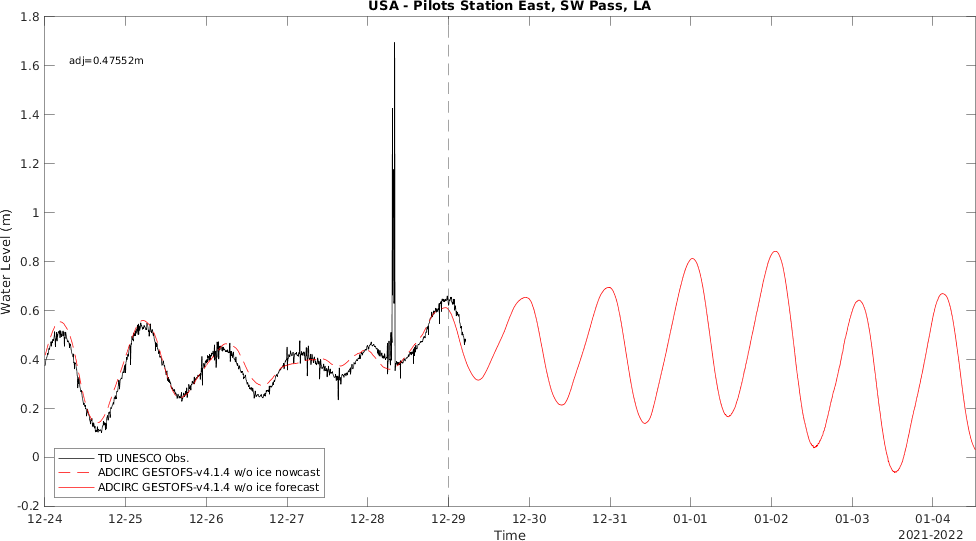 USA - Pilots Station East, SW Pass, LA
1.8
adj=0.47552m
1.6
1.4
1.2
1
0.8
0.6
0.4
0.2
0
-0.2
Water Level (m)
TD UNESCO Obs.
ADCIRC GESTOFS-v4.1.4 w/o ice nowcast
ADCIRC GESTOFS-v4.1.4 w/o ice forecast
12-24 12-25 12-26 12-27 12-28 12-29 12-30 12-31 01-01 01-02 01-03 01-04
Time
2021-2022